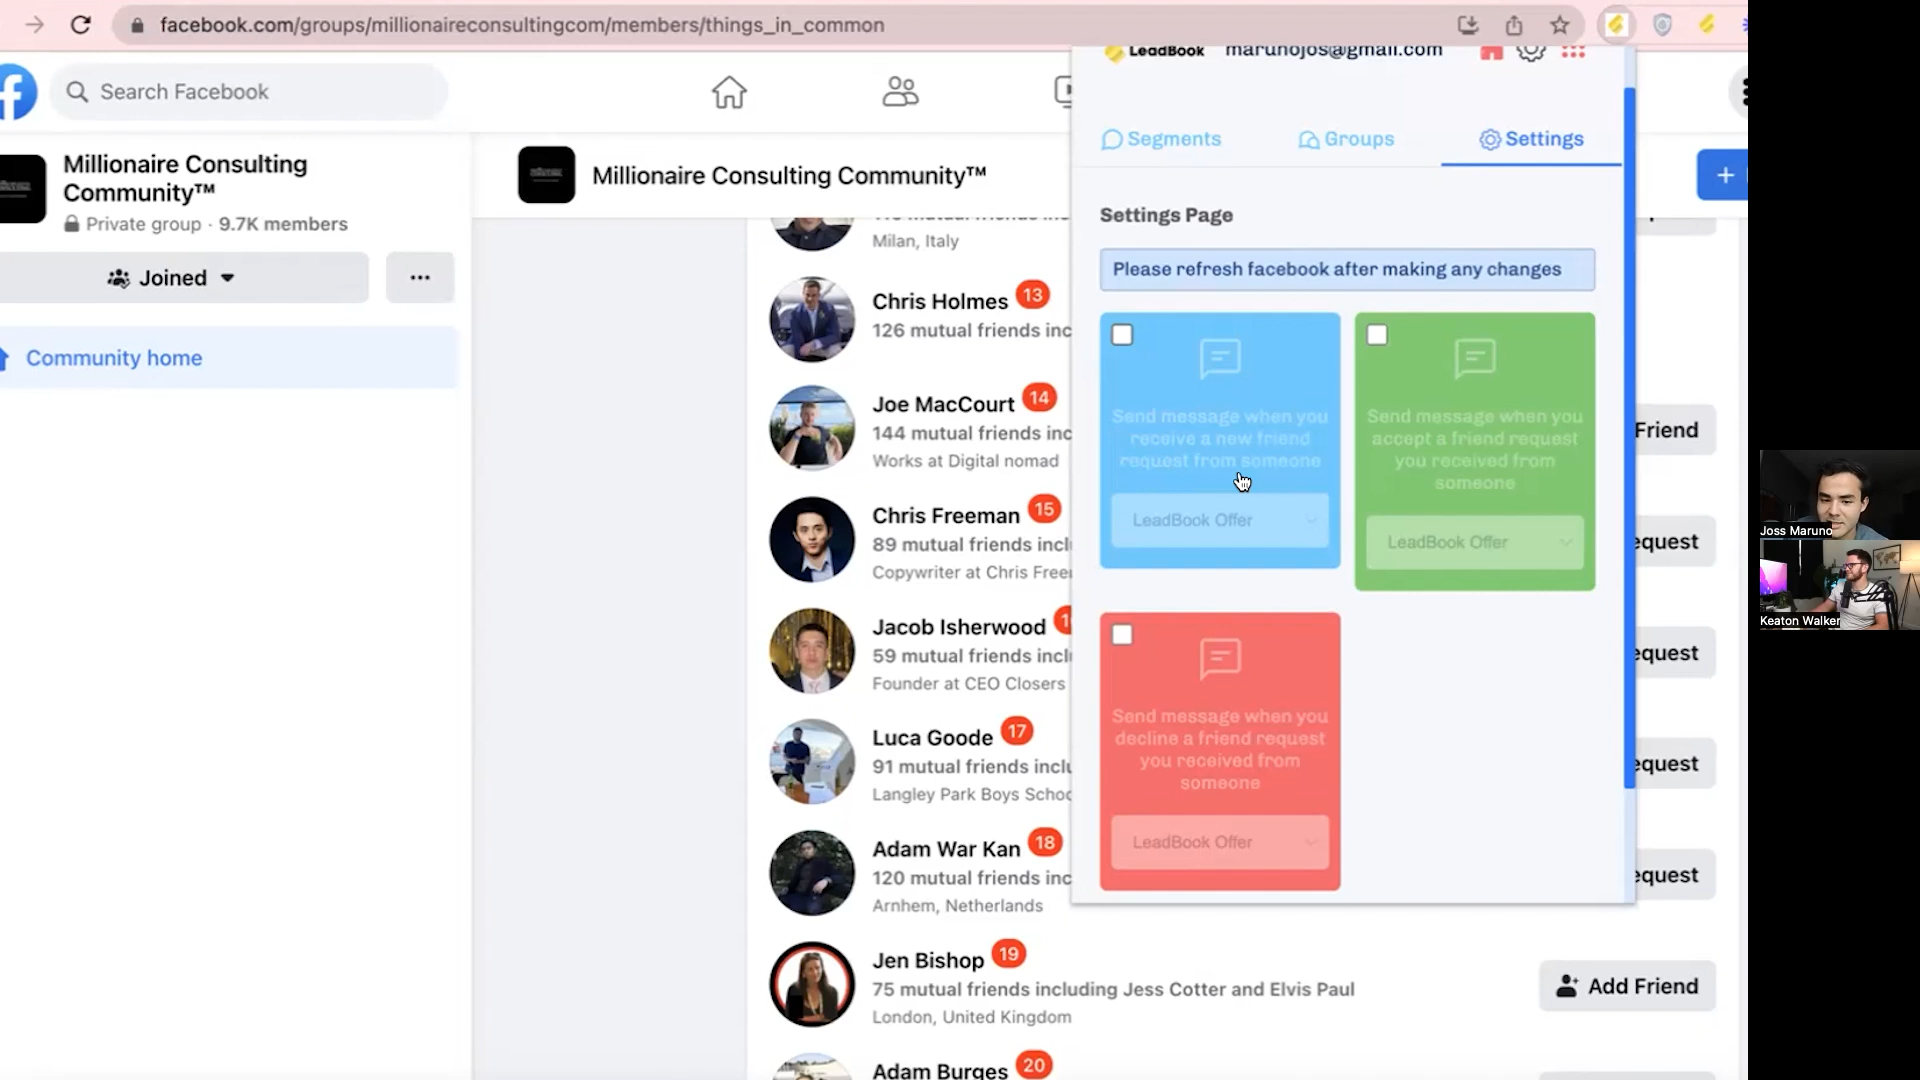 facebook.com/groups/millionaireconsultingcom/members/things_in_common
Search Facebook
Millionaire Consulting
Community™
Private group · 9.7K members
Joined
Community home
Millionaire Consulting Community™
Milan, Italy
Chris Holmes 13
126 mutual friends inc
Joe MacCourt 14
144 mutual friends inc
Works at Digital nomad
Chris Freeman 15
89 mutual friends incl
Copywriter at Chris Free
Jacob Isherwood
59 mutual friends incl
Founder at CEO Closers
Luca Goode 17
91 mutual friends inclu
Langley Park Boys Schoo
Adam War Kan 18
120 mutual friends inc
Arnhem, Netherlands
Jen Bishop 19
75 mutual friends including Jess Cotter and Elvis Paul
London, United Kingdom
Adam Burges 20
LeadBook marunojos@gmail.com
Segments Groups Settings
Settings Page
Please refresh facebook after making any changes
Send message when you
receive a new friend
request from someone
LeadBook Offer
Send message when you
accept a friend request
you received from
someone
LeadBook Offer
Send message when you
decline a friend request
you received from
someone
LeadBook Offer
Friend
equest
equest
equest
equest
Add Friend
Joss Maruno
Keaton Walker